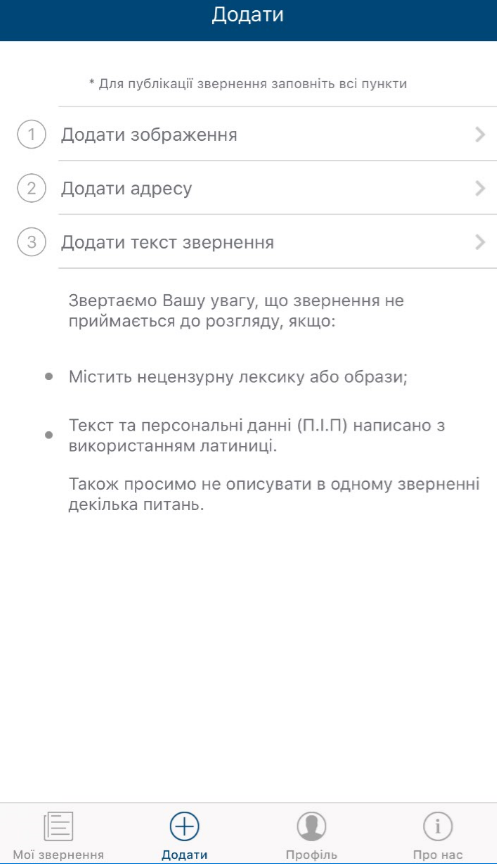 Додати
* Для публікації звернення заповніть всі пункти
1 Додати зображення
2 Додати адресу
3 Додати текст звернення
Звертаємо Вашу увагу, що звернення не
приймається до розгляду, якщо:
• Містить нецензурну лексику або образи;
• Текст та персональні данні (П.І.П) написано з
використанням латиниці.
Також просимо не описувати в одному зверненні
декілька питань.
Мої звернення Додати Профіль Про нас